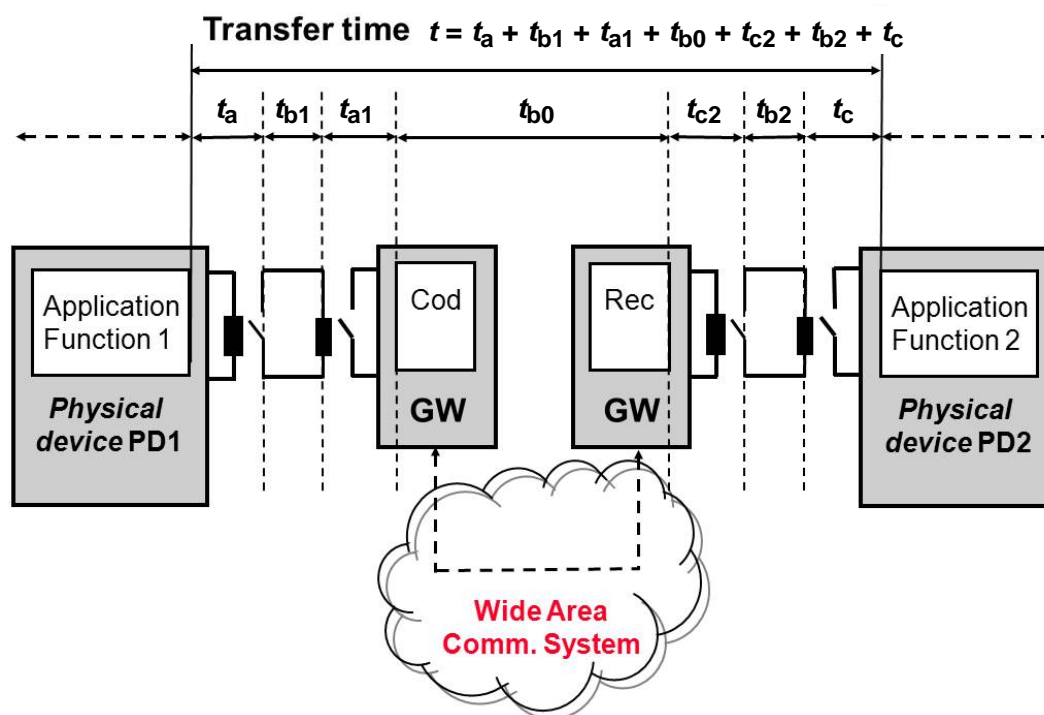 Transfer time t = ta + tb1 + ta1 + tb0 + tc2 + tb2 + tc
ta tb1 ta1 tb0 tc2 tb2 tc
Application
Function 1
Physical
device PD1
Cod
GW
Rec
GW
Application
Function 2
Physical
device PD2
Wide Area
Comm. System